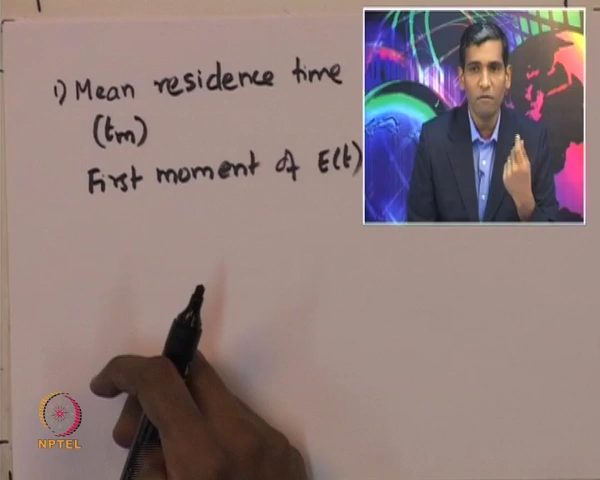 1) Mean residence time
(tm)
First moment of E(t)
NPTEL